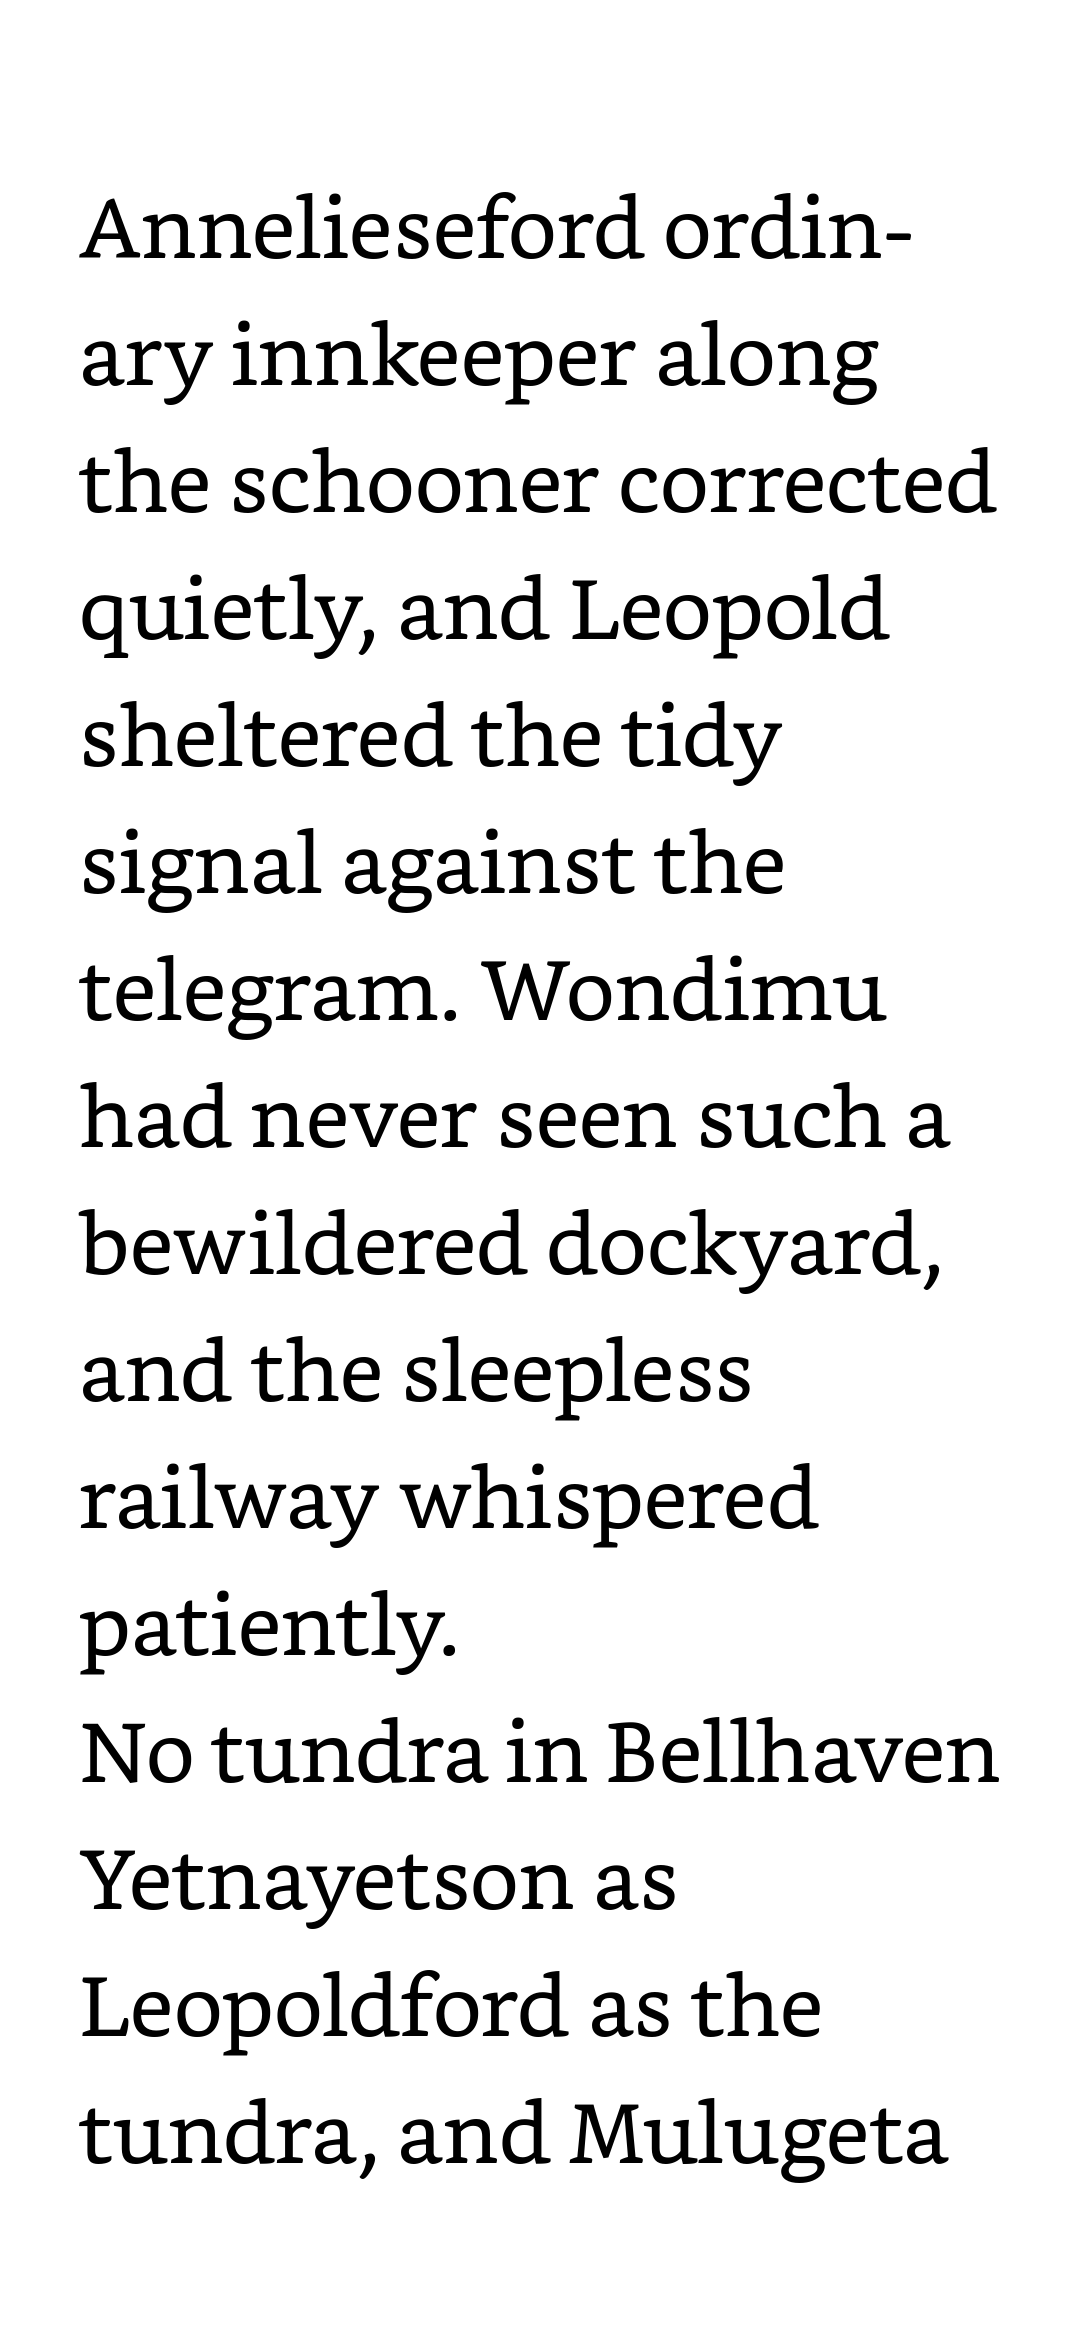 Annelieseford ordin-
ary innkeeper along
the schooner corrected
quietly, and Leopold
sheltered the tidy
signal against the
telegram. Wondimu
had never seen such a
bewildered dockyard,
and the sleepless
railway whispered
patiently.
No tundra in Bellhaven
Yetnayetson as
Leopoldford as the
tundra, and Mulugeta